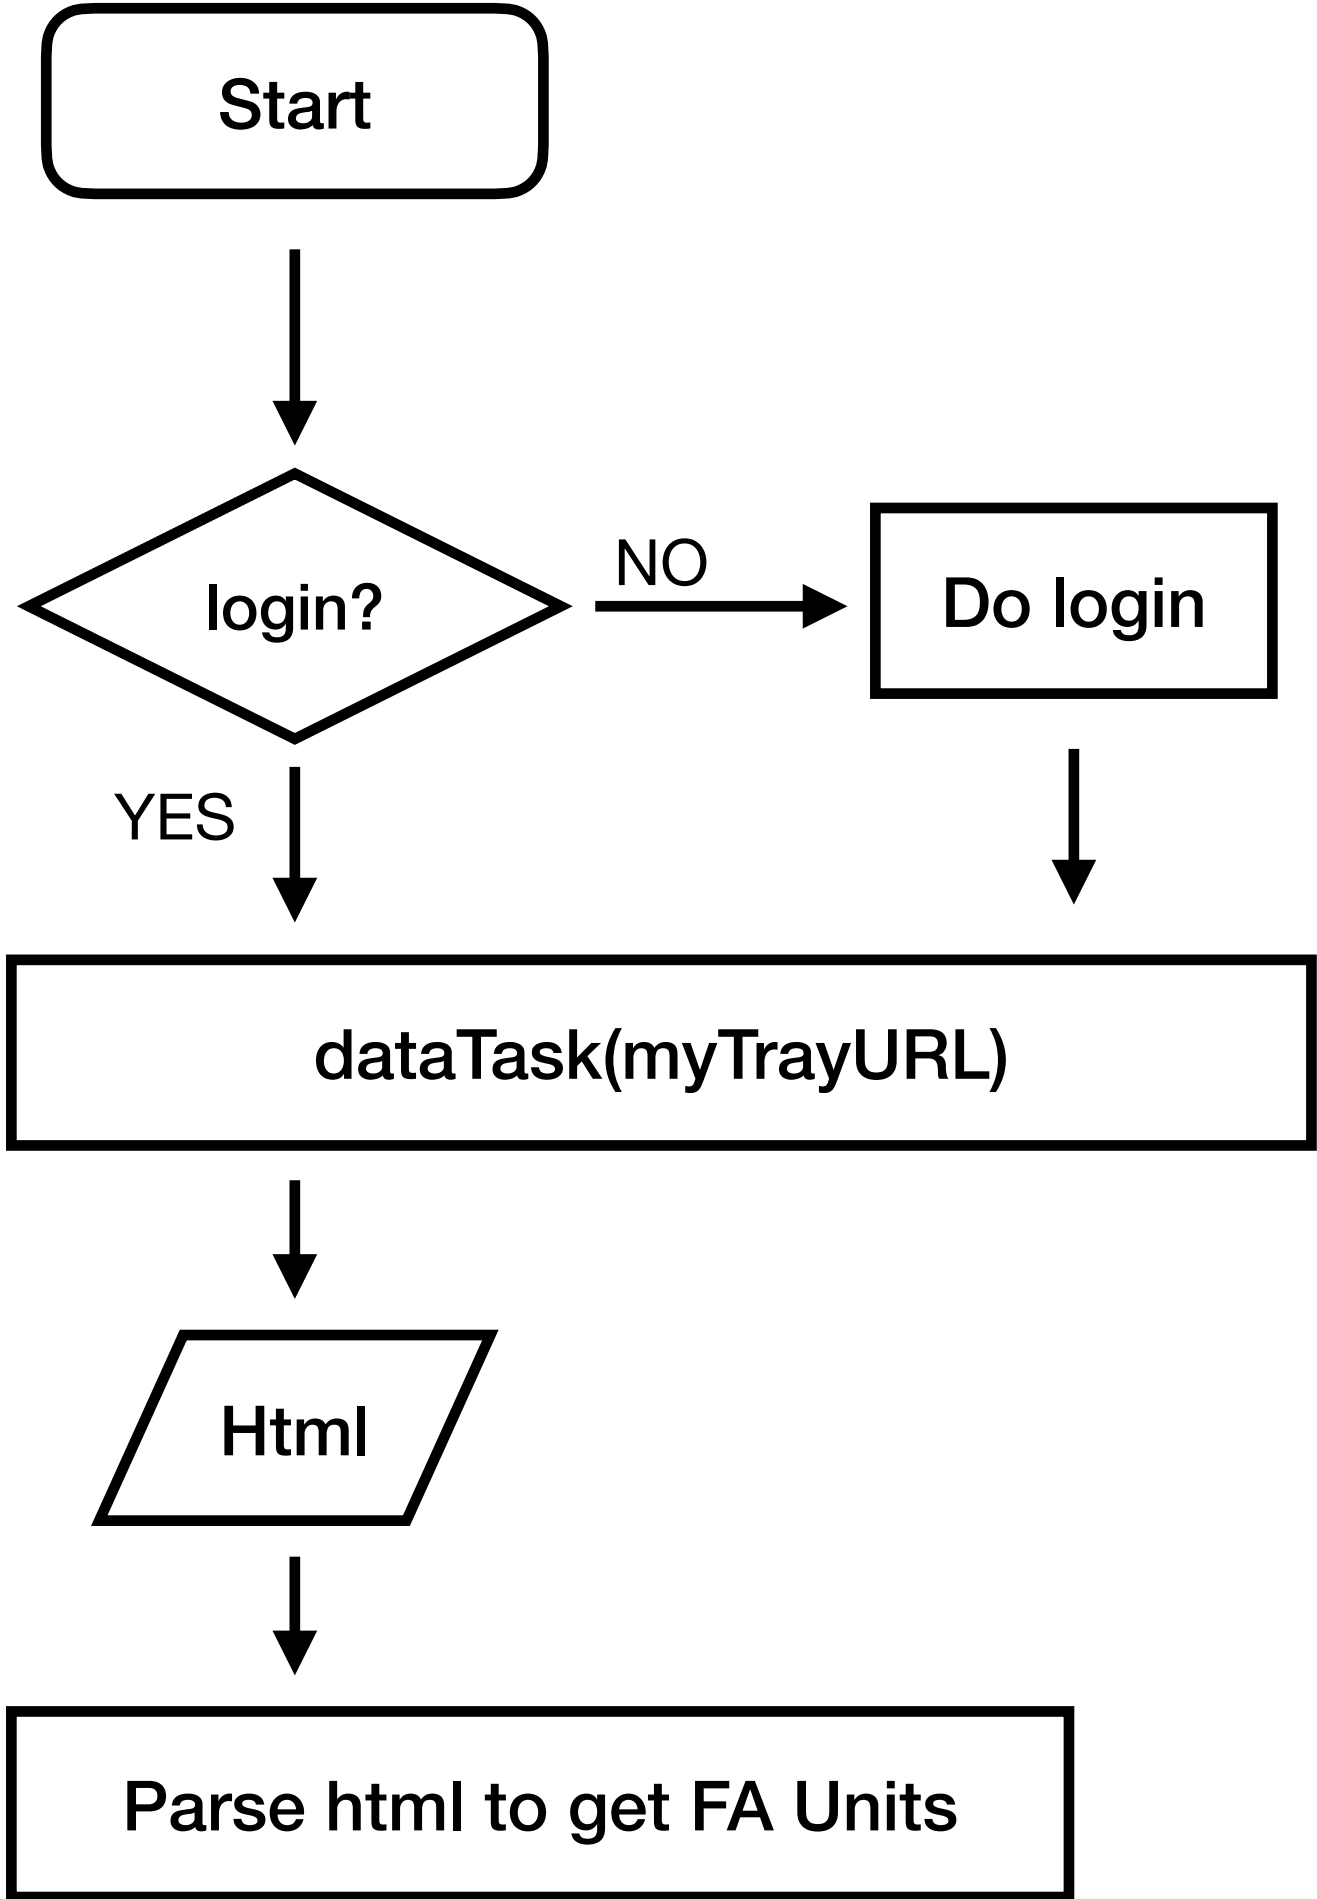 Start
login?
NO
Do login
YES
dataTask(myTrayURL)
Html
Parse html to get FA Units